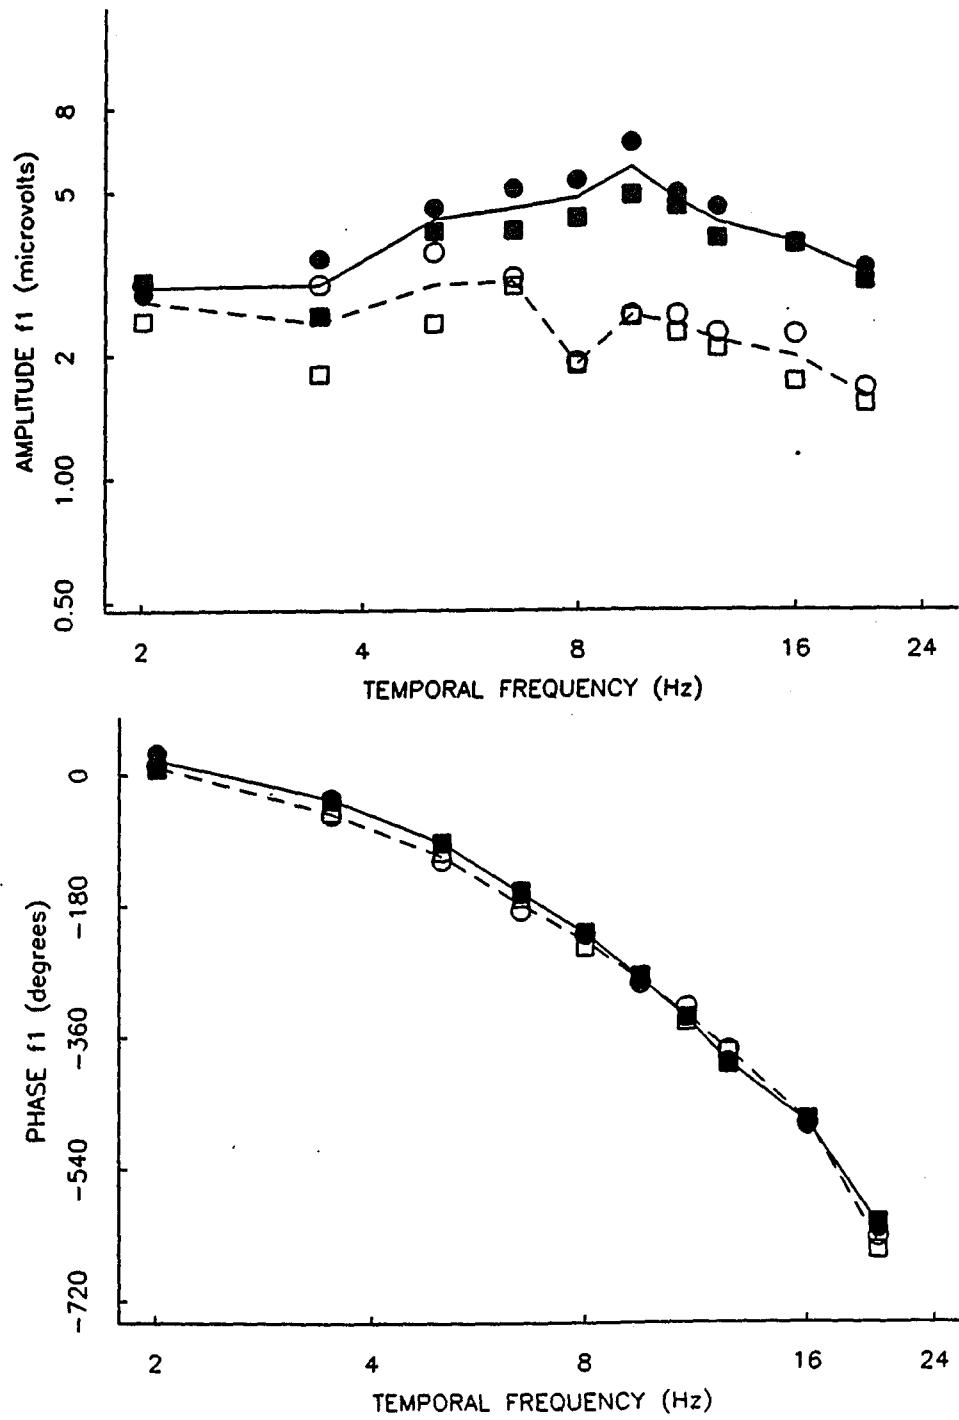 AMPLITUDE f1 (microvolts)
8
5
2
1.00
0.50
2 4 8 16 24
TEMPORAL FREQUENCY (Hz)
PHASE f1 (degrees)
0
-180
-360
-540
-720
2 4 8 16 24
TEMPORAL FREQUENCY (Hz)